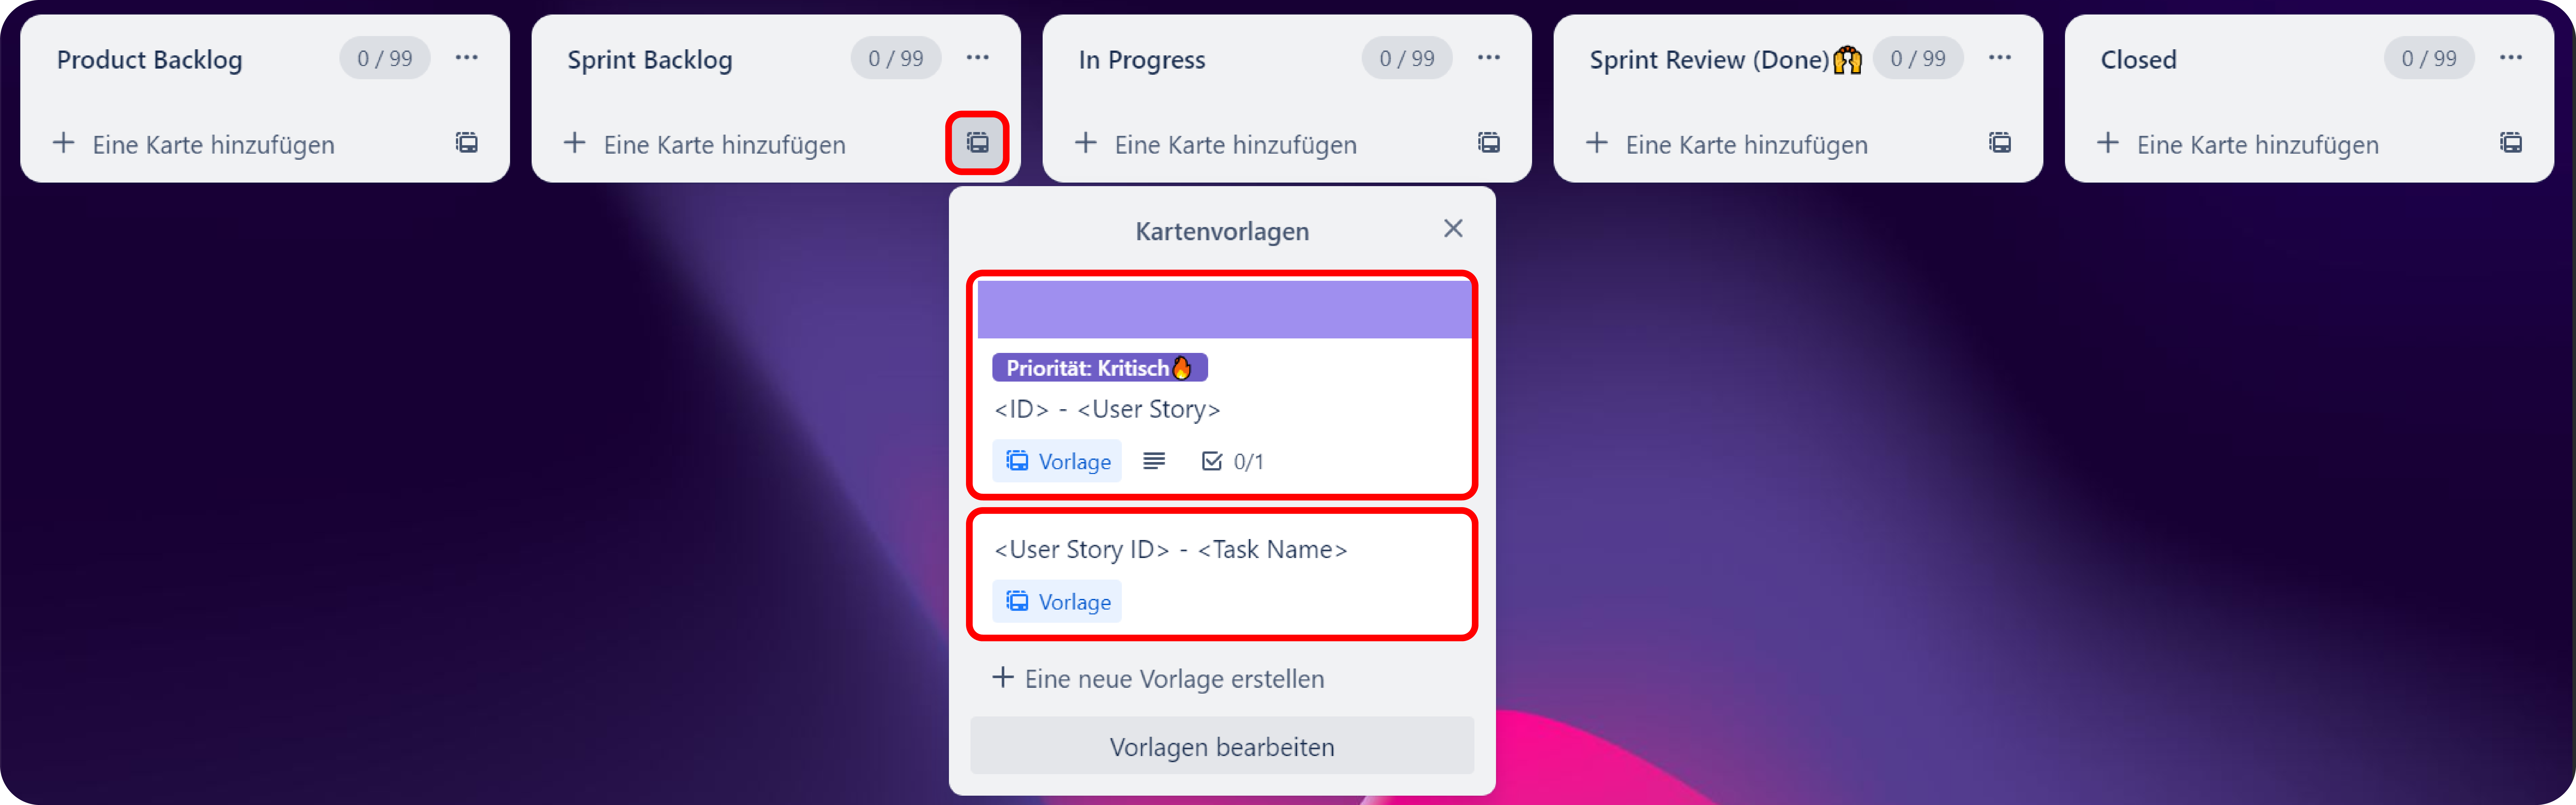 Product Backlog 0 / 99
Eine Karte hinzufügen
Sprint Backlog 0 / 99
Eine Karte hinzufügen
In Progress 0 / 99
Eine Karte hinzufügen
Sprint Review (Done)🙌 0 / 99
Eine Karte hinzufügen
Closed 0 / 99
Eine Karte hinzufügen
Kartenvorlagen
Priorität: Kritisch🔥
<ID> - <User Story>
Vorlage 0/1
<User Story ID> - <Task Name>
Vorlage
Eine neue Vorlage erstellen
Vorlagen bearbeiten